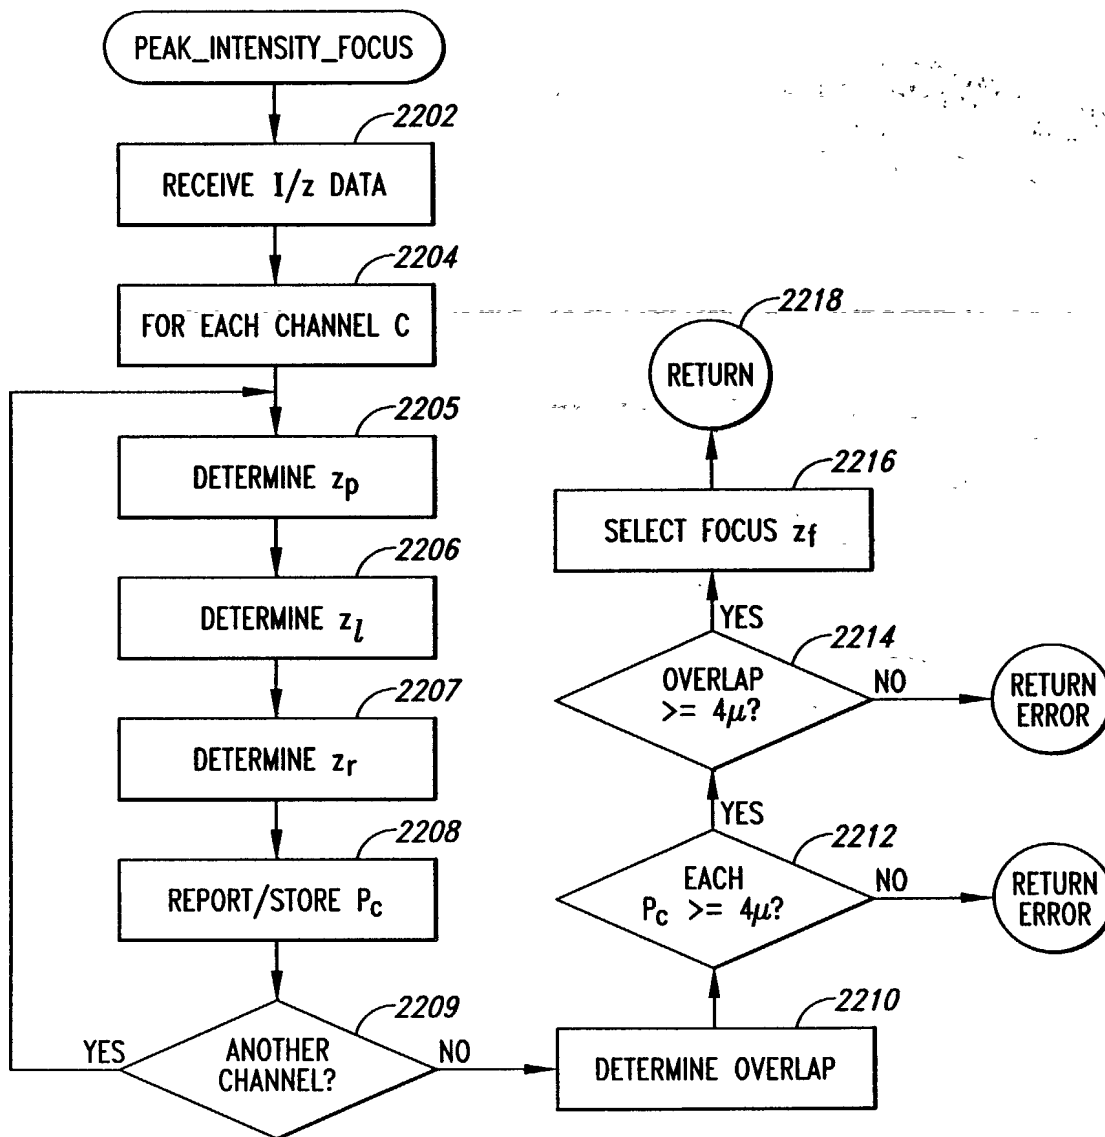 PEAK_INTENSITY_FOCUS
2202
RECEIVE I/z DATA
2204
FOR EACH CHANNEL C
2205
DETERMINE zp
2206
DETERMINE zl
2207
DETERMINE zr
2208
REPORT/STORE Pc
2209
ANOTHER
CHANNEL?
YES
NO
2210
DETERMINE OVERLAP
2212
EACH
Pc >= 4μ?
NO
RETURN
ERROR
YES
2214
OVERLAP
>= 4μ?
NO
RETURN
ERROR
YES
2216
SELECT FOCUS zf
2218
RETURN